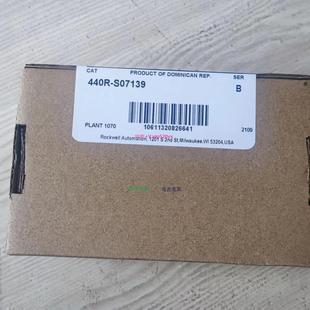 CAT PRODUCT OF DOMINICAN REP. SER
440R-S07139 B
PLANT 1070 10611320826641 2109
Rockwell Automation, 1201 S 2nd St, Milwaukee, WI 53204, USA